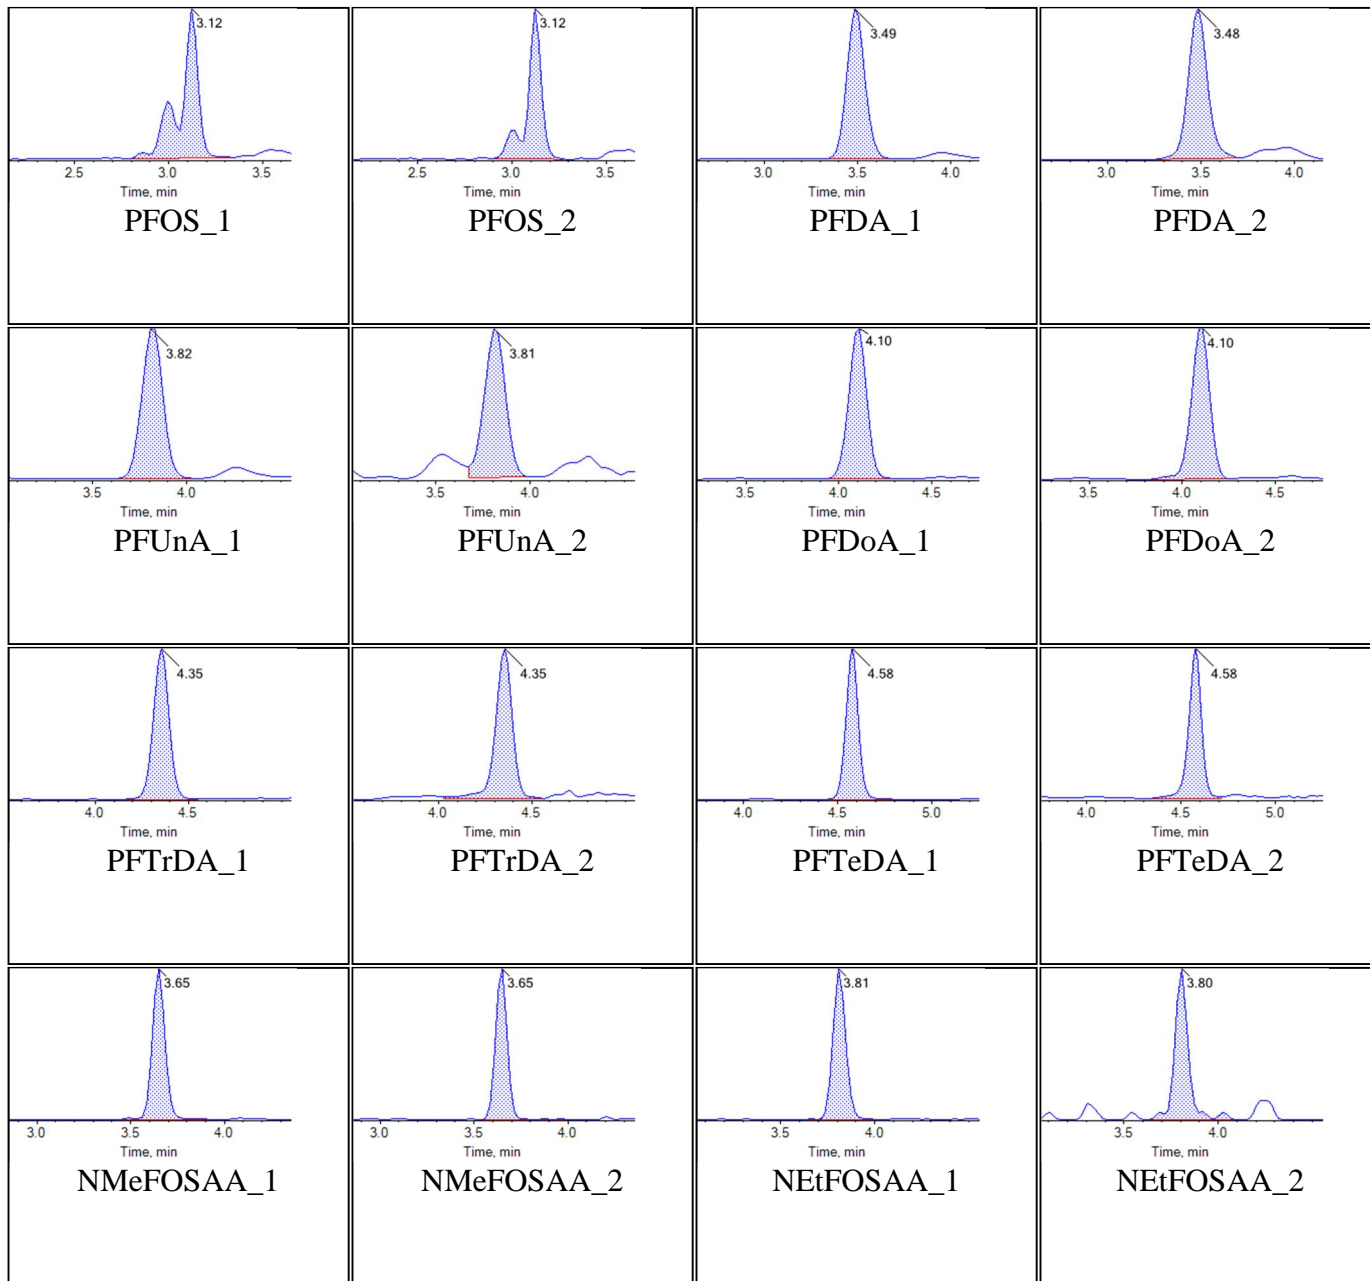 3.12 3.12 3.49 3.48
2.5 3.0 3.5 2.5 3.0 3.5 3.0 3.5 4.0 3.0 3.5 4.0
Time, min Time, min Time, min Time, min
PFOS_1 PFOS_2 PFDA_1 PFDA_2
3.82 3.81 4.10 4.10
3.5 4.0 3.5 4.0 3.5 4.0 4.5 3.5 4.0 4.5
Time, min Time, min Time, min Time, min
PFUnA_1 PFUnA_2 PFDoA_1 PFDoA_2
4.35 4.35 4.58 4.58
4.0 4.5 4.0 4.5 4.0 4.5 5.0 4.0 4.5 5.0
Time, min Time, min Time, min Time, min
PFTrDA_1 PFTrDA_2 PFTeDA_1 PFTeDA_2
3.65 3.65 3.81 3.80
3.0 3.5 4.0 3.0 3.5 4.0 3.5 4.0 3.5 4.0
Time, min Time, min Time, min Time, min
NMeFOSAA_1 NMeFOSAA_2 NEtFOSAA_1 NEtFOSAA_2